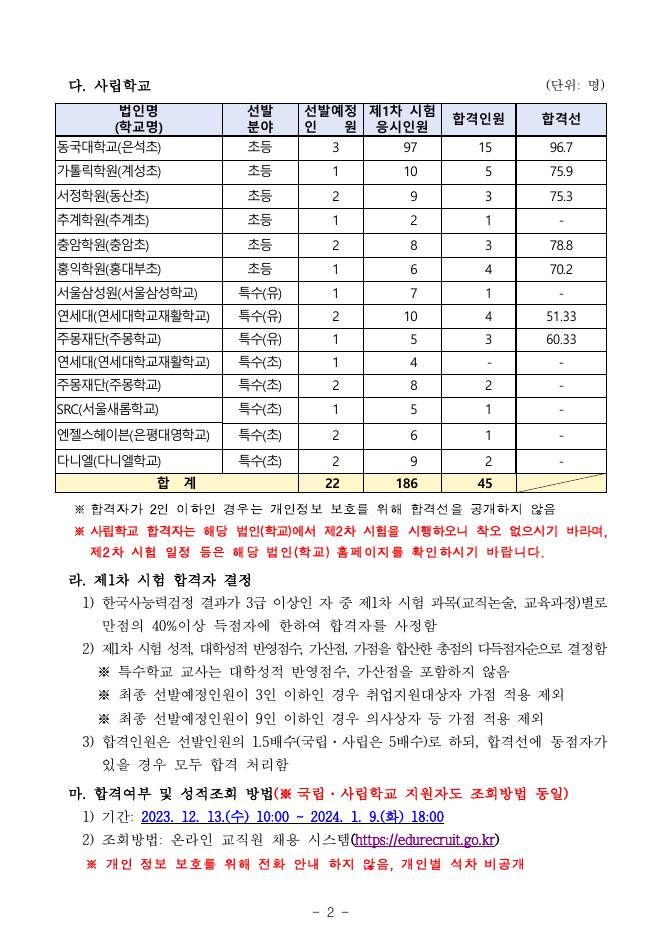 다. 사립학교 (단위: 명)
법인명 (학교명) 선발 분야 선발예정 인 원 제1차 시험 응시인원 합격인원 합격선
동국대학교(은석초) 초등 3 97 15 96.7
가톨릭학원(계성초) 초등 1 10 5 75.9
서정학원(동산초) 초등 2 9 3 75.3
추계학원(추계초) 초등 1 2 1 -
충암학원(충암초) 초등 2 8 3 78.8
홍익학원(홍대부초) 초등 1 6 4 70.2
서울삼성원(서울삼성학교) 특수(유) 1 7 1 -
연세대(연세대학교재활학교) 특수(유) 2 10 4 51.33
주몽재단(주몽학교) 특수(유) 1 5 3 60.33
연세대(연세대학교재활학교) 특수(초) 1 4 - -
주몽재단(주몽학교) 특수(초) 2 8 2 -
SRC(서울새롬학교) 특수(초) 1 5 1 -
엔젤스헤이븐(은평대영학교) 특수(초) 2 6 1 -
다니엘(다니엘학교) 특수(초) 2 9 2 -
합 계 22 186 45
※ 합격자가 2인 이하인 경우는 개인정보 보호를 위해 합격선을 공개하지 않음
※ 사립학교 합격자는 해당 법인(학교)에서 제2차 시험을 시행하오니 착오 없으시기 바라며,
제2차 시험 일정 등은 해당 법인(학교) 홈페이지를 확인하시기 바랍니다.
라. 제1차 시험 합격자 결정
1) 한국사능력검정 결과가 3급 이상인 자 중 제1차 시험 과목(교직논술, 교육과정)별로
만점의 40%이상 득점자에 한하여 합격자를 사정함
2) 제1차 시험 성적, 대학성적 반영점수, 가산점, 가점을 합산한 총점의 다득점자순으로 결정함
※ 특수학교 교사는 대학성적 반영점수, 가산점을 포함하지 않음
※ 최종 선발예정인원이 3인 이하인 경우 취업지원대상자 가점 적용 제외
※ 최종 선발예정인원이 9인 이하인 경우 의사상자 등 가점 적용 제외
3) 합격인원은 선발인원의 1.5배수(국립・사립은 5배수)로 하되, 합격선에 동점자가
있을 경우 모두 합격 처리함
마. 합격여부 및 성적조회 방법(※ 국립・사립학교 지원자도 조회방법 동일)
1) 기간: 2023. 12. 13.(수) 10:00 ~ 2024. 1. 9.(화) 18:00
2) 조회방법: 온라인 교직원 채용 시스템(https://edurecruit.go.kr)
※ 개인 정보 보호를 위해 전화 안내 하지 않음, 개인별 석차 비공개
- 2 -